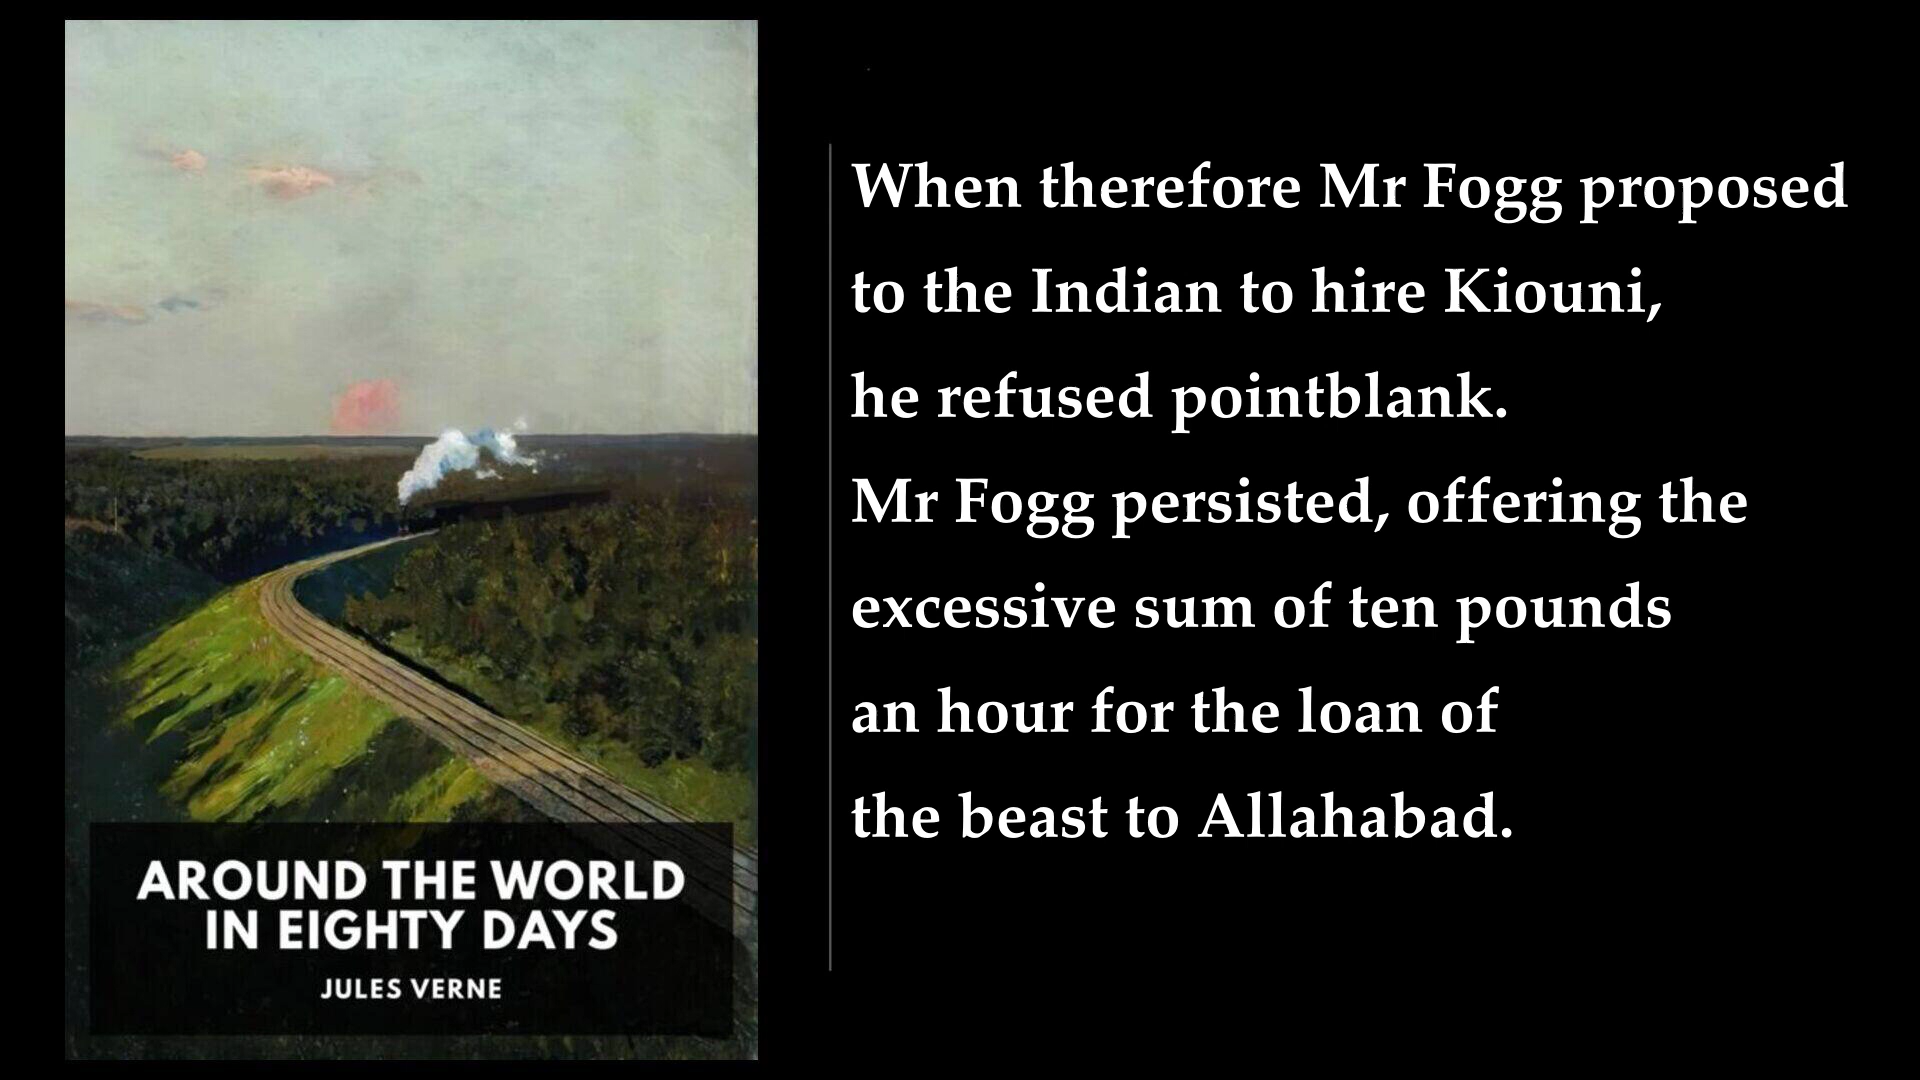 When therefore Mr Fogg proposed
to the Indian to hire Kiouni,
he refused pointblank.
Mr Fogg persisted, offering the
excessive sum of ten pounds
an hour for the loan of
the beast to Allahabad.
AROUND THE WORLD
IN EIGHTY DAYS
JULES VERNE